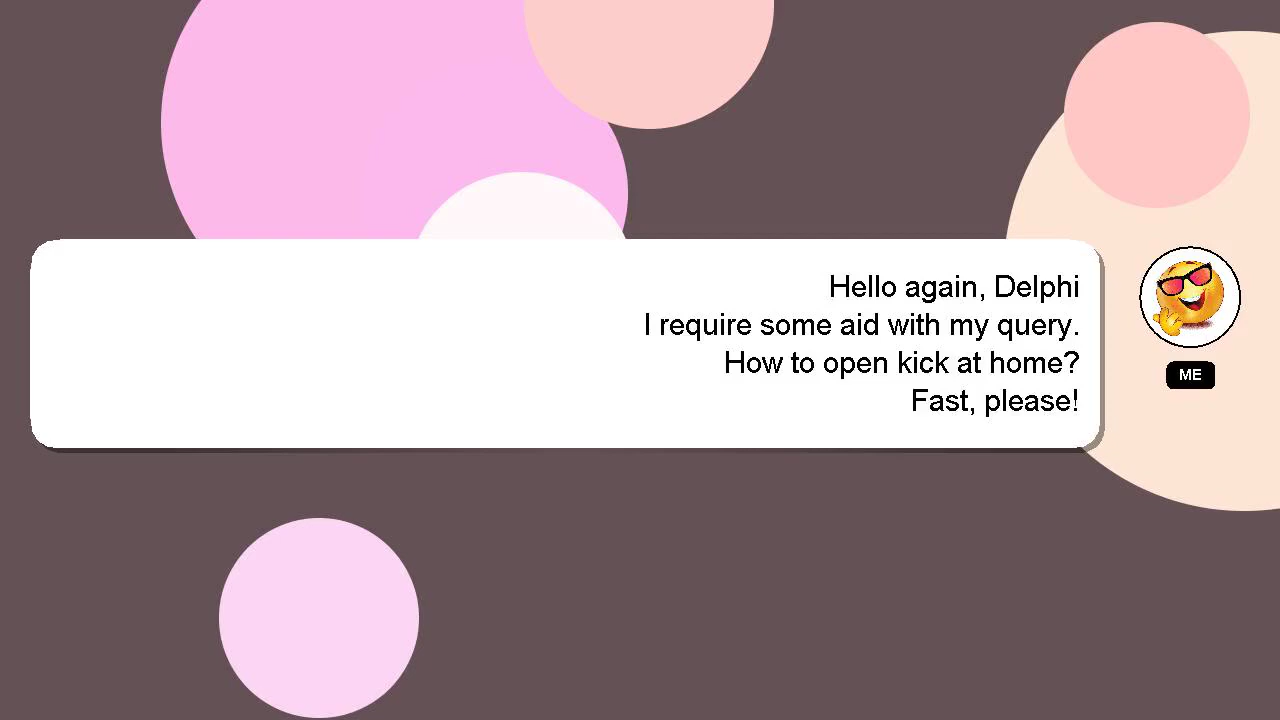 Hello again, Delphi
I require some aid with my query.
How to open kick at home?
Fast, please!
ME